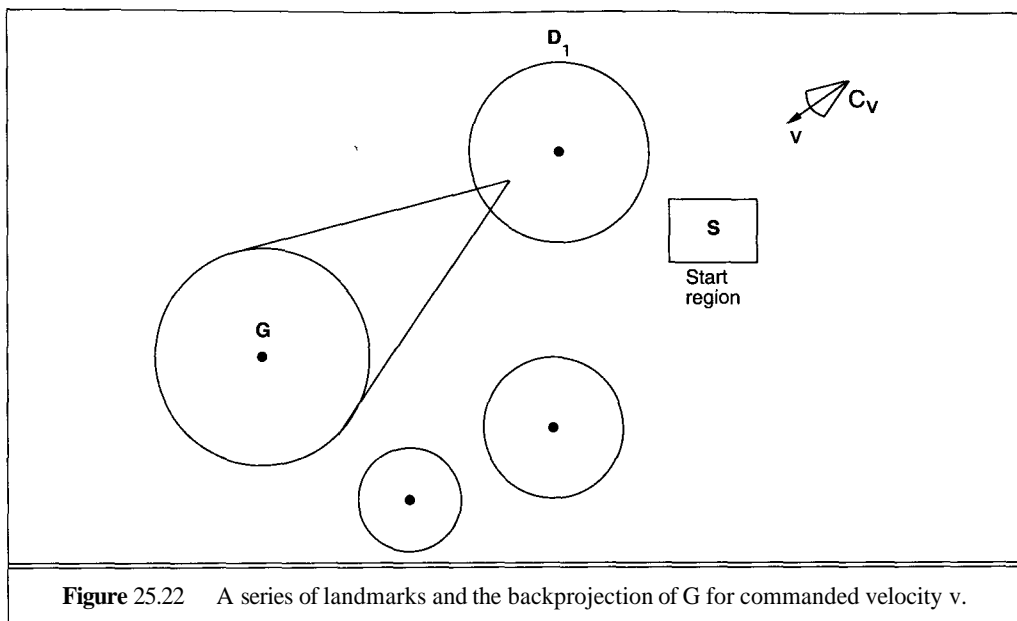 D1
Cv
v
S
Start
region
G
Figure 25.22 A series of landmarks and the backprojection of G for commanded velocity v.